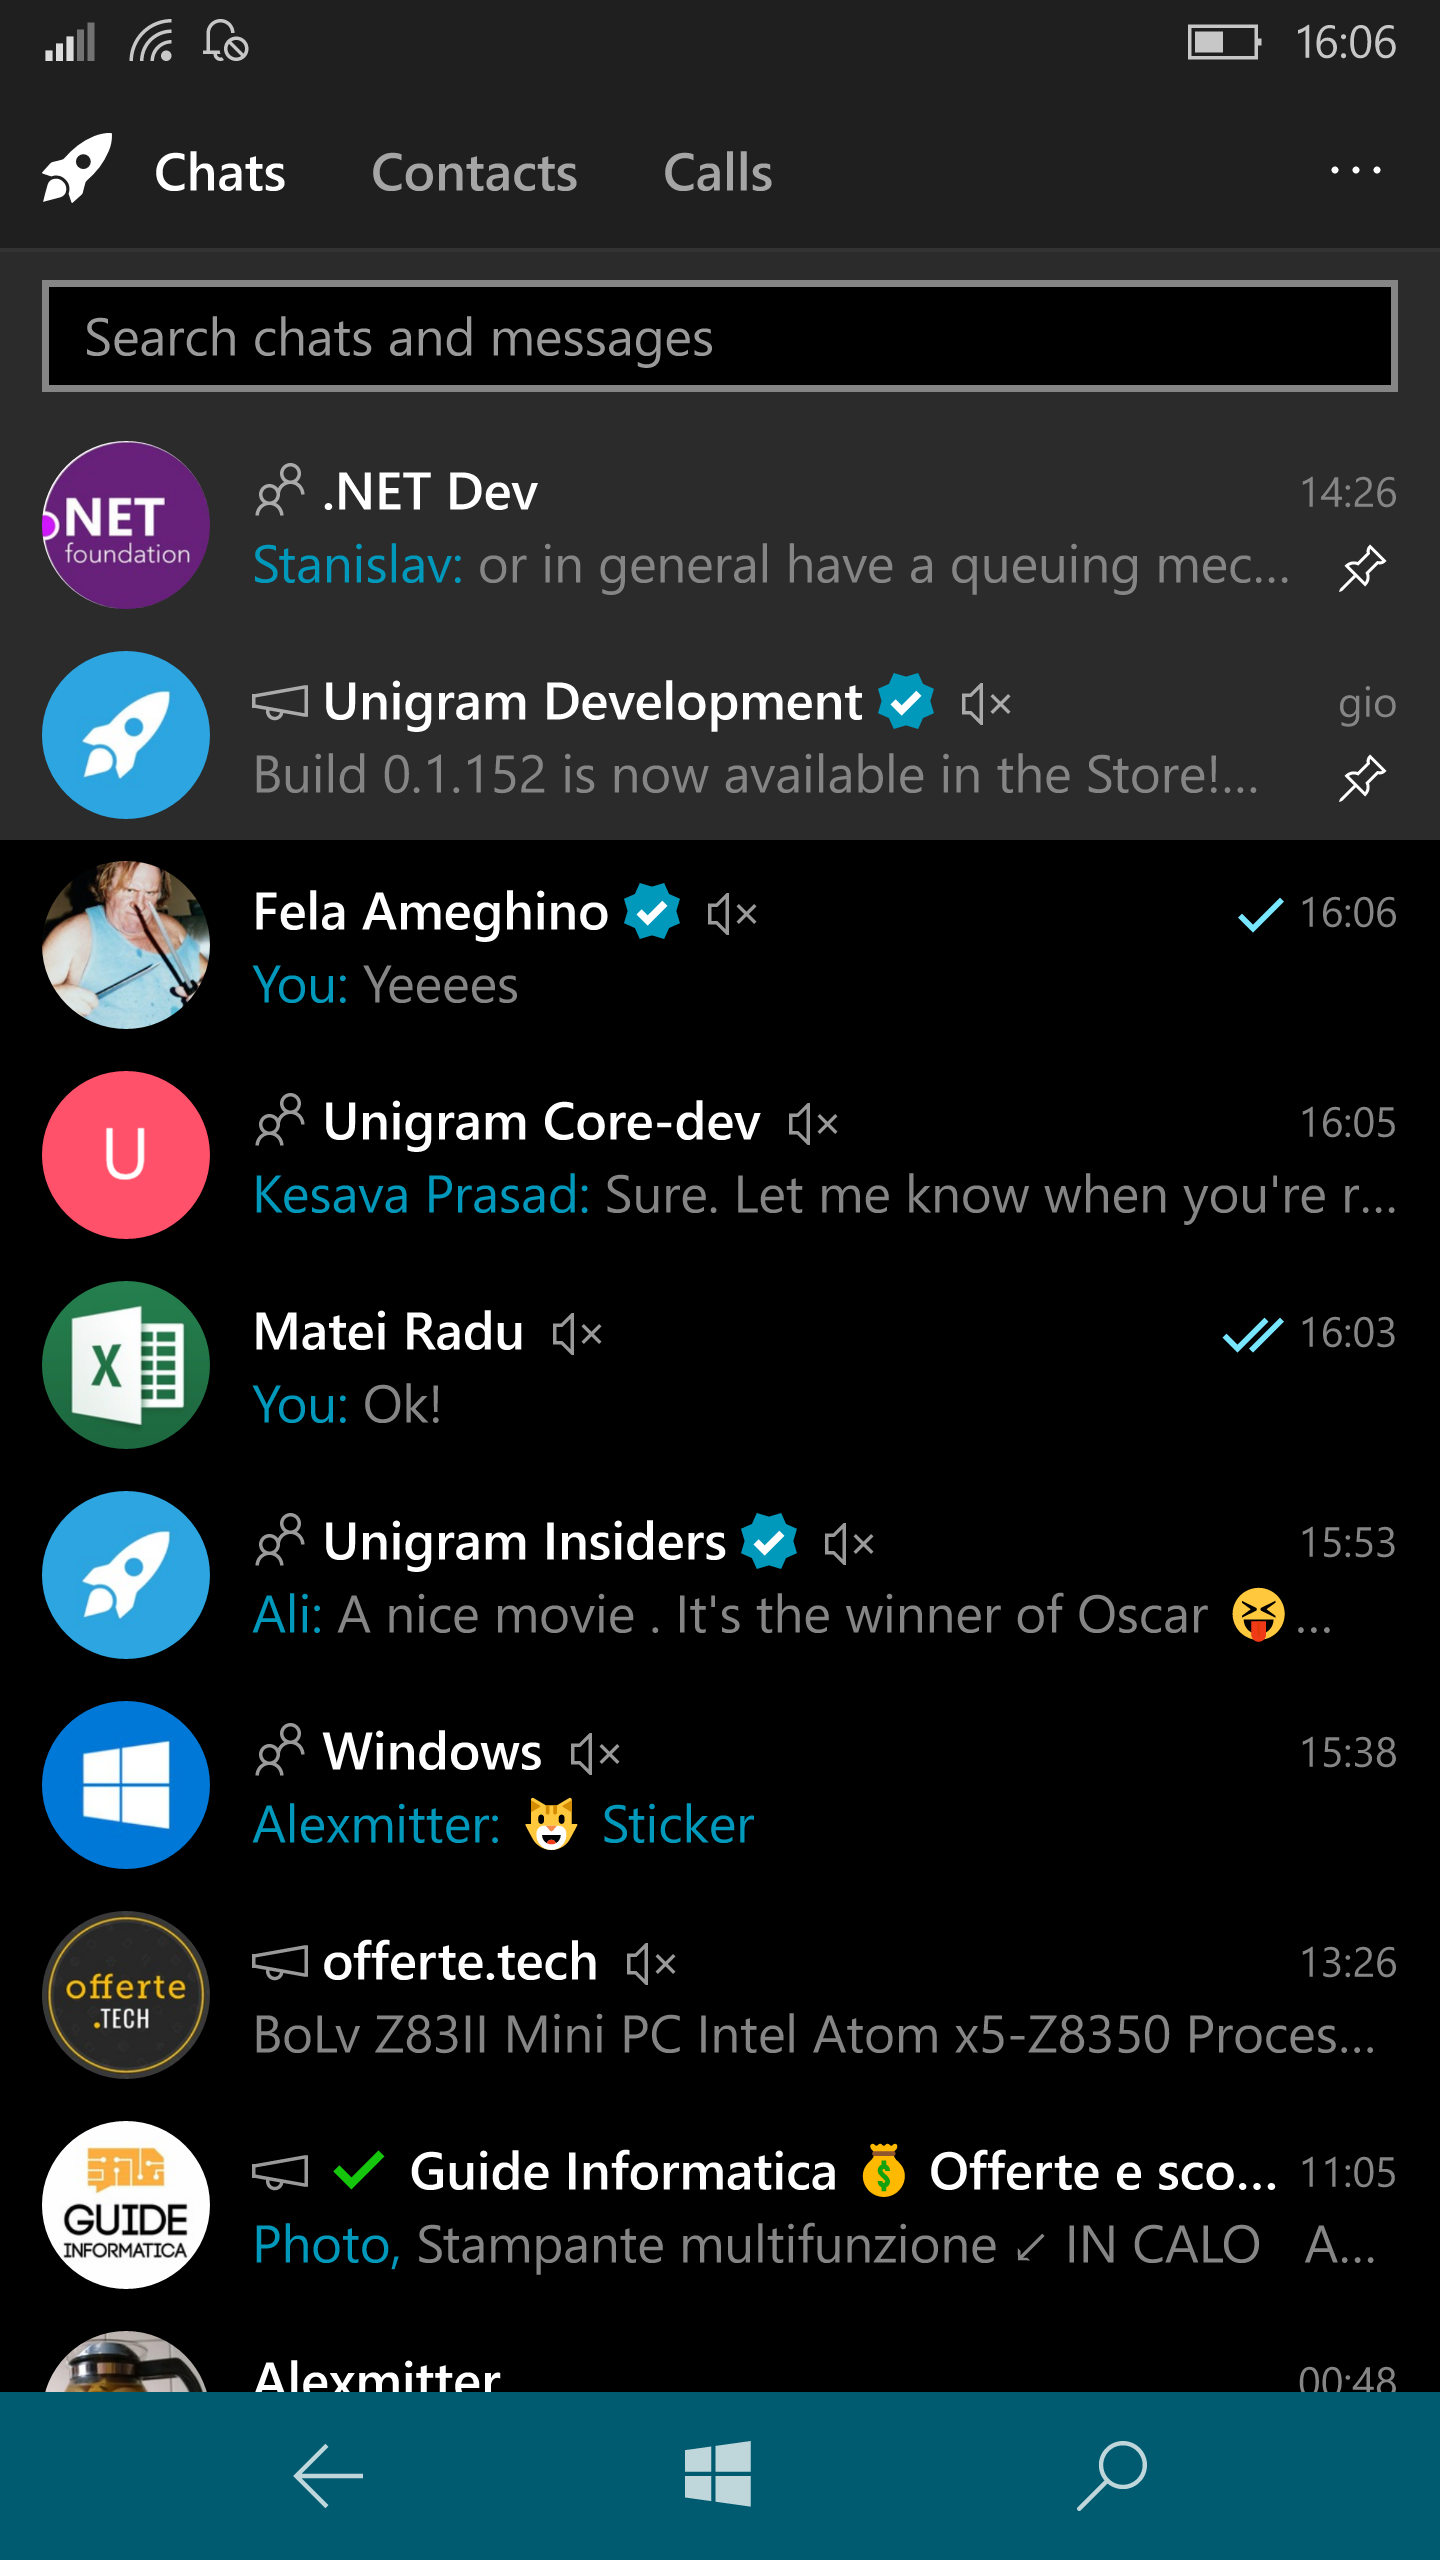 16:06
Chats Contacts Calls
Search chats and messages
NET
foundation
.NET Dev 14:26
Stanislav: or in general have a queuing mec...
Unigram Development gio
Build 0.1.152 is now available in the Store!...
Fela Ameghino 16:06
You: Yeeees
U
Unigram Core-dev 16:05
Kesava Prasad: Sure. Let me know when you're r...
X
Matei Radu 16:03
You: Ok!
Unigram Insiders 15:53
Ali: A nice movie . It's the winner of Oscar 😝...
Windows 15:38
Alexmitter: 😺 Sticker
offerte
.TECH
offerte.tech 13:26
BoLv Z83II Mini PC Intel Atom x5-Z8350 Proces...
GUIDE
INFORMATICA
✔ Guide Informatica 💰 Offerte e sco... 11:05
Photo, Stampante multifunzione ↙ IN CALO A...
Alexmitter 00:48